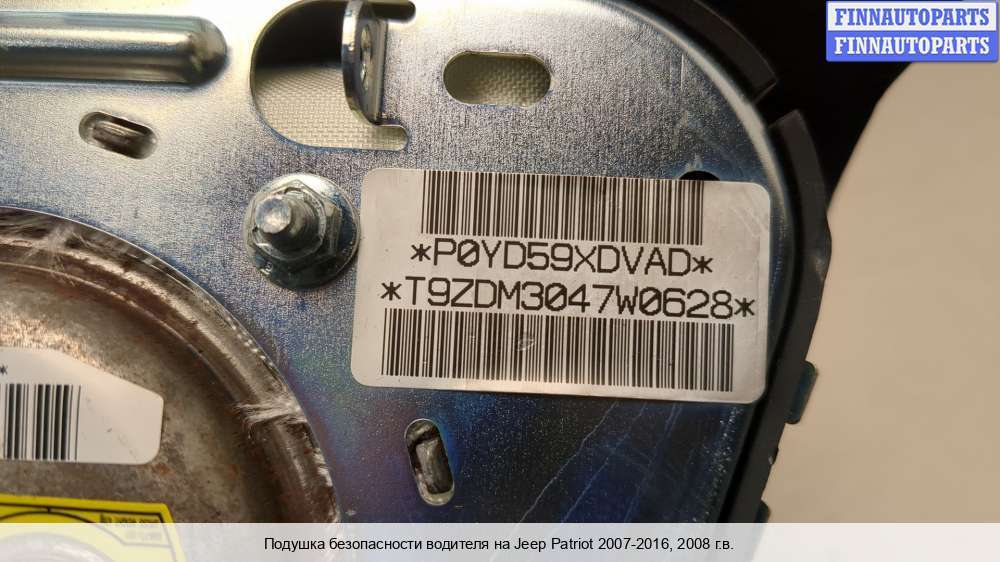 FINNAUTOPARTS
FINNAUTOPARTS
*P0YD59XDVAD*
*T9ZDM3047W0628*
*
Подушка безопасности водителя на Jeep Patriot 2007-2016, 2008 г.в.